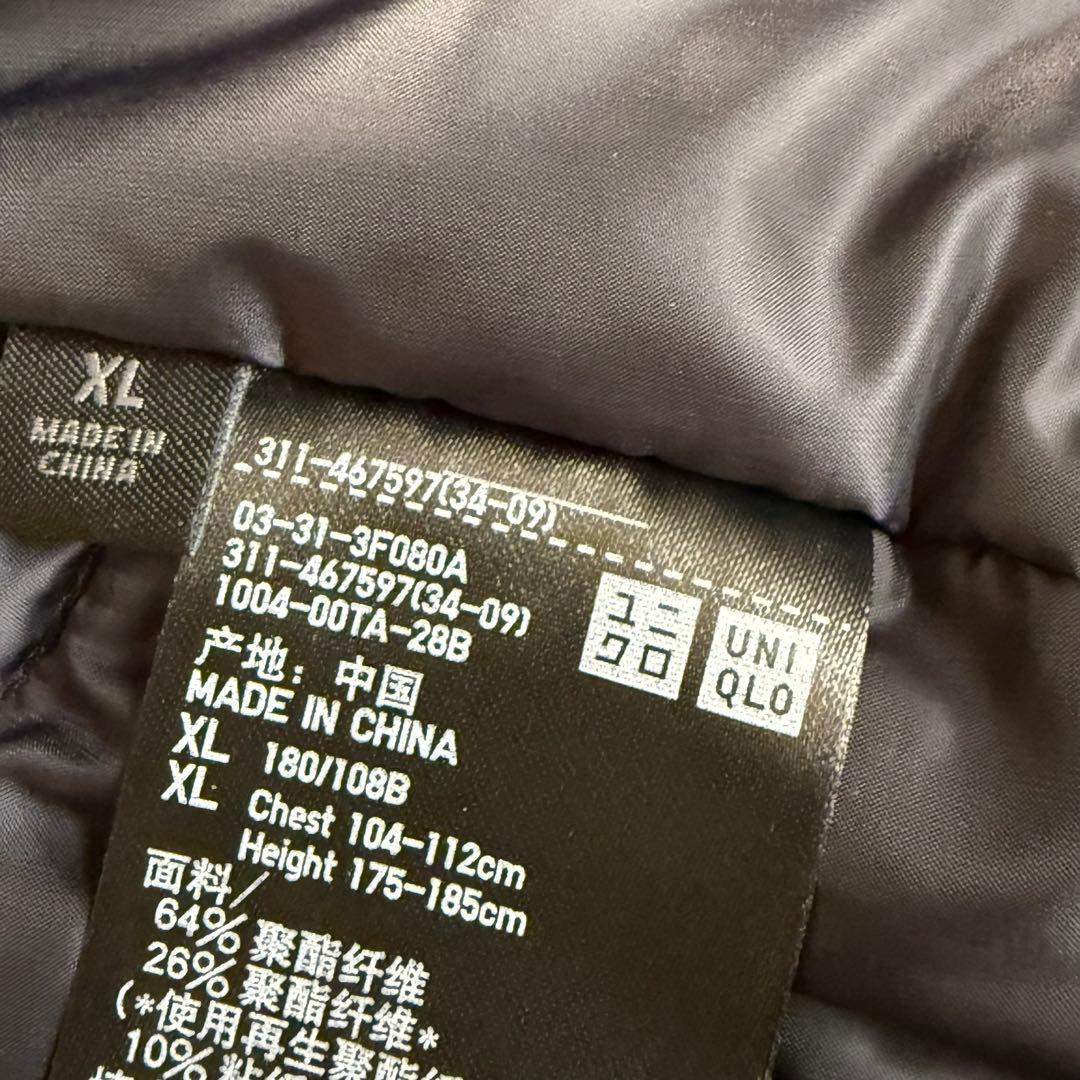 XL
MADE IN
CHINA
311-467597(34-09)
03-31-3F080A
311-467597(34-09)
1004-00TA-28B
产地：中国
MADE IN CHINA
XL 180/108B
XL Chest 104-112cm
Height 175-185cm
面料/
64%聚酯纤维
26%聚酯纤维*
(*使用再生聚酯纤
10%粘纤
ユニ
クロ
UNI
QLO